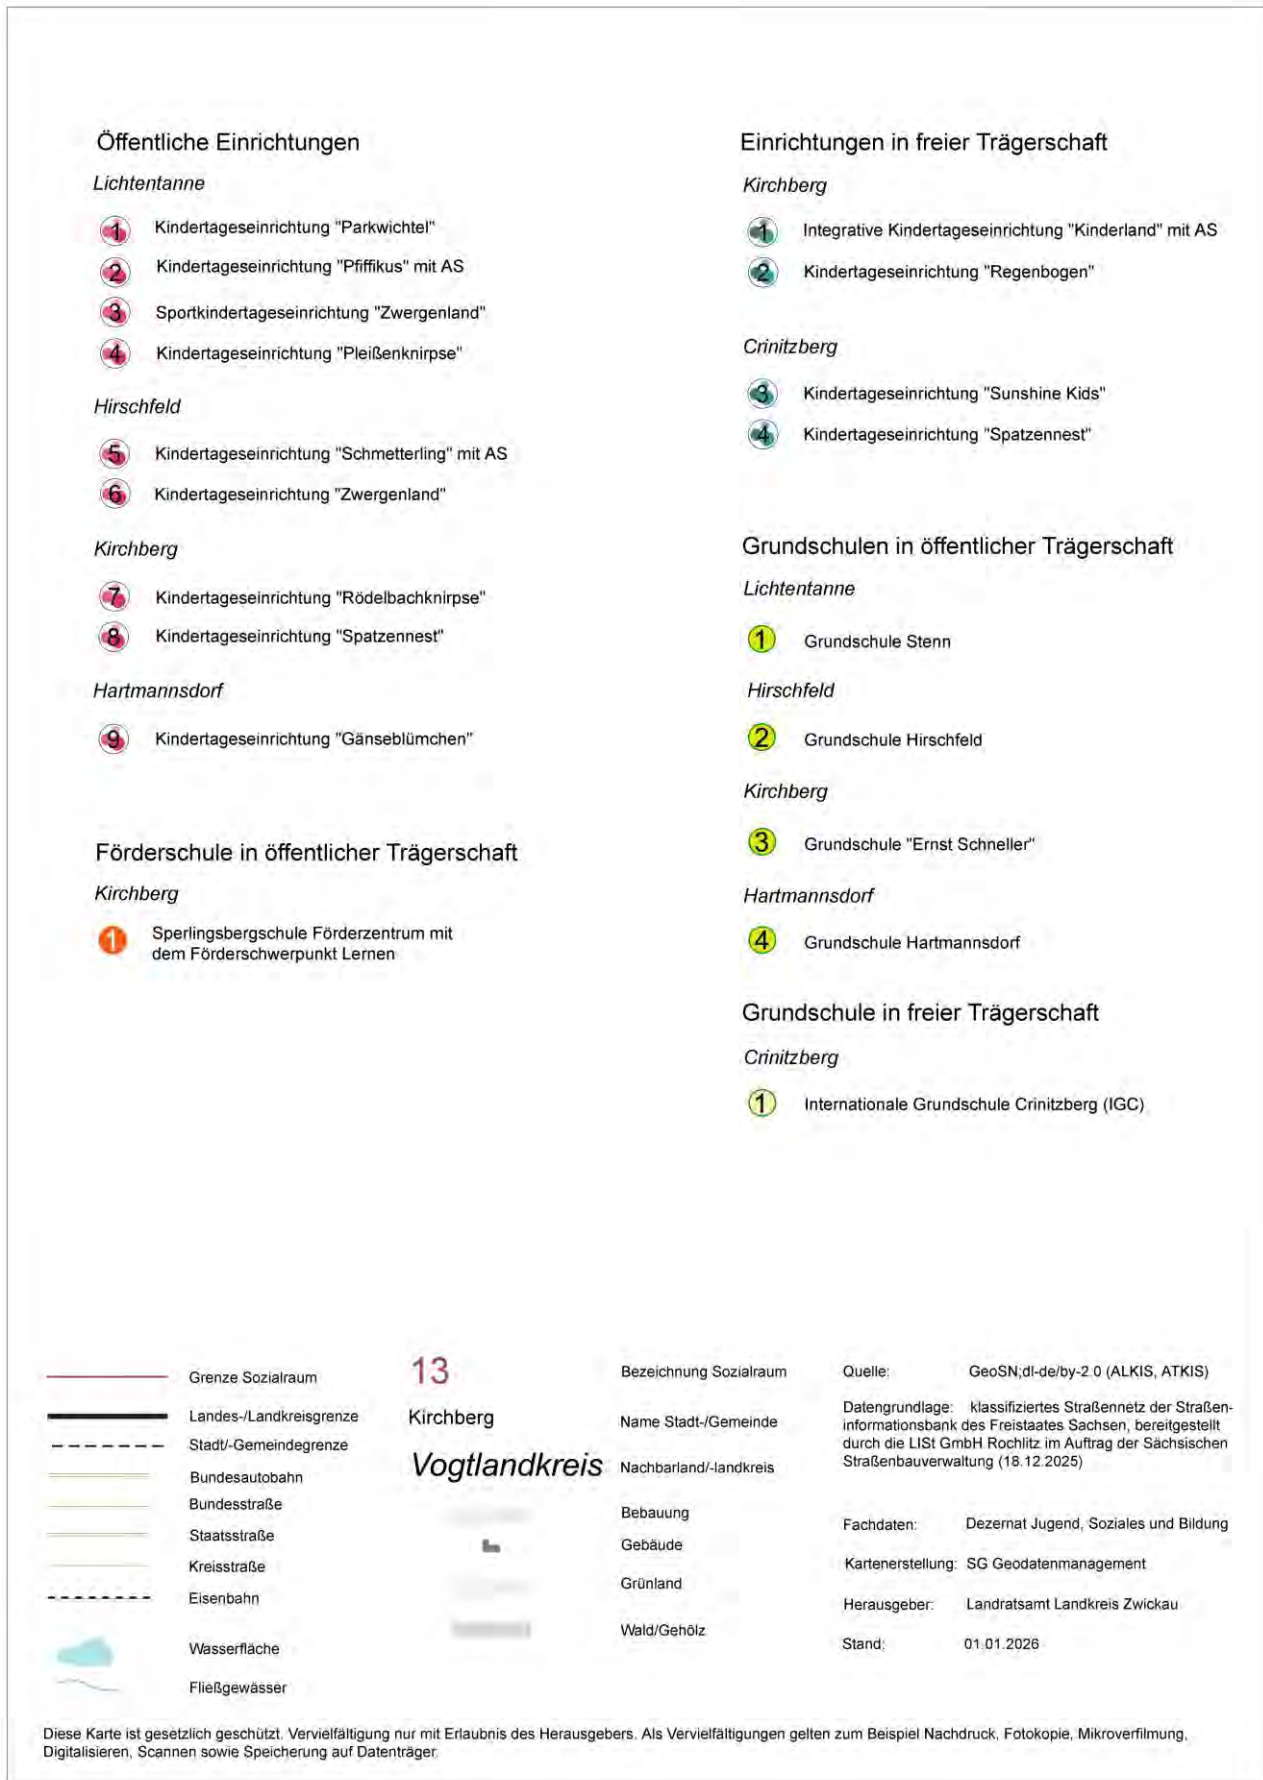 Öffentliche Einrichtungen
Lichtentanne
1 Kindertageseinrichtung "Parkwichtel"
2 Kindertageseinrichtung "Pfiffikus" mit AS
3 Sportkindertageseinrichtung "Zwergenland"
4 Kindertageseinrichtung "Pleißenknirpse"
Hirschfeld
5 Kindertageseinrichtung "Schmetterling" mit AS
6 Kindertageseinrichtung "Zwergenland"
Kirchberg
7 Kindertageseinrichtung "Rödelbachknirpse"
8 Kindertageseinrichtung "Spatzennest"
Hartmannsdorf
9 Kindertageseinrichtung "Gänseblümchen"
Förderschule in öffentlicher Trägerschaft
Kirchberg
1 Sperlingsbergschule Förderzentrum mit
dem Förderschwerpunkt Lernen
Einrichtungen in freier Trägerschaft
Kirchberg
1 Integrative Kindertageseinrichtung "Kinderland" mit AS
2 Kindertageseinrichtung "Regenbogen"
Crinitzberg
3 Kindertageseinrichtung "Sunshine Kids"
4 Kindertageseinrichtung "Spatzennest"
Grundschulen in öffentlicher Trägerschaft
Lichtentanne
1 Grundschule Stenn
Hirschfeld
2 Grundschule Hirschfeld
Kirchberg
3 Grundschule "Ernst Schneller"
Hartmannsdorf
4 Grundschule Hartmannsdorf
Grundschule in freier Trägerschaft
Crinitzberg
1 Internationale Grundschule Crinitzberg (IGC)
Grenze Sozialraum
Landes-/Landkreisgrenze
Stadt/-Gemeindegrenze
Bundesautobahn
Bundesstraße
Staatsstraße
Kreisstraße
Eisenbahn
Wasserfläche
Fließgewässer
13 Bezeichnung Sozialraum
Kirchberg Name Stadt-/Gemeinde
Vogtlandkreis Nachbarland/-landkreis
Bebauung
Gebäude
Grünland
Wald/Gehölz
Quelle: GeoSN;dl-de/by-2.0 (ALKIS, ATKIS)
Datengrundlage: klassifiziertes Straßennetz der Straßen-
informationsbank des Freistaates Sachsen, bereitgestellt
durch die LISt GmbH Rochlitz im Auftrag der Sächsischen
Straßenbauverwaltung (18.12.2025)
Fachdaten: Dezernat Jugend, Soziales und Bildung
Kartenerstellung: SG Geodatenmanagement
Herausgeber: Landratsamt Landkreis Zwickau
Stand: 01.01.2026
Diese Karte ist gesetzlich geschützt. Vervielfältigung nur mit Erlaubnis des Herausgebers. Als Vervielfältigungen gelten zum Beispiel Nachdruck, Fotokopie, Mikroverfilmung,
Digitalisieren, Scannen sowie Speicherung auf Datenträger.